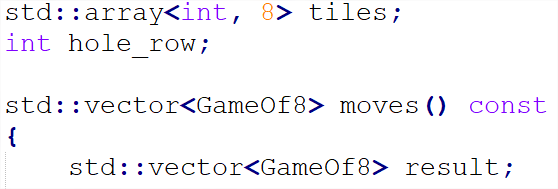 std::array<int, 8> tiles;
int hole_row;
std::vector<GameOf8> moves() const
{
std::vector<GameOf8> result;